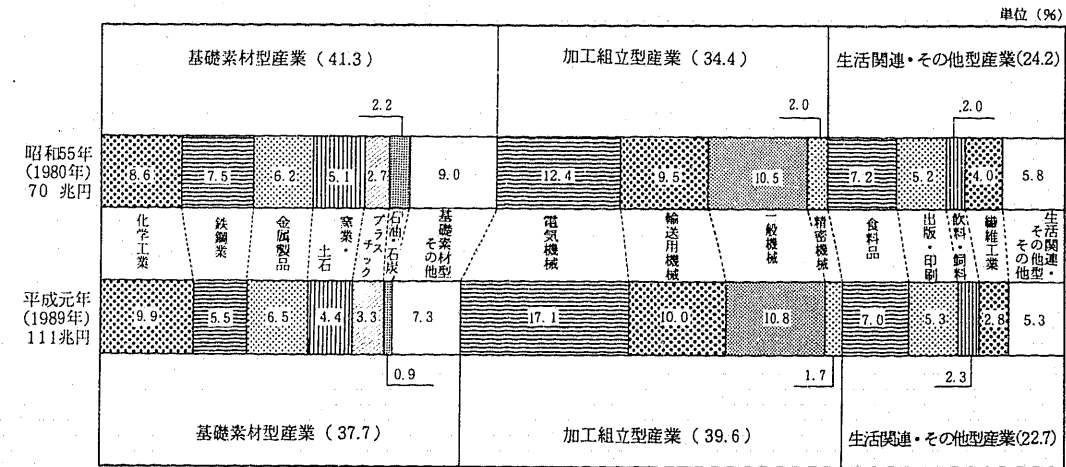 単位(%)
基礎素材型産業(41.3)
加工組立型産業(34.4)
生活関連・その他型産業(24.2)
2.2
2.0
2.0
昭和55年
(1980年)
70 兆円
8.6
7.5
6.2
5.1
2.7
9.0
12.4
9.5
10.5
7.2
5.2
4.0
5.8
化学工業
鉄鋼業
金属製品
窯業・
土石
プラス
チック
石油・石炭
基礎素材型
その他
電気機械
輸送用機械
一般機械
精密機械
食料品
出版・印刷
飲料・飼料
繊維工業
生活関連・
その他型
その他
平成元年
(1989年)
111兆円
9.9
5.5
6.5
4.4
3.3
7.3
17.1
10.0
10.8
7.0
5.3
2.8
5.3
0.9
1.7
2.3
基礎素材型産業(37.7)
加工組立型産業(39.6)
生活関連・その他型産業(22.7)